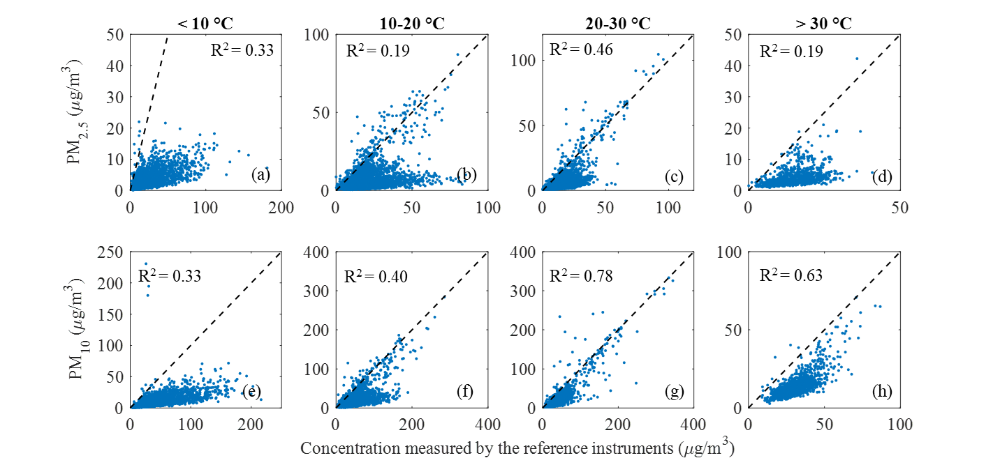 < 10 °C
10-20 °C
20-30 °C
> 30 °C
PM2.5 (μg/m³)
50
40
30
20
10
0
R² = 0.33
(a)
0 100 200
100
50
0
R² = 0.19
(b)
0 50 100
100
50
0
R² = 0.46
(c)
0 50 100
50
40
30
20
10
0
R² = 0.19
(d)
0 50
PM10 (μg/m³)
250
200
150
100
50
0
R² = 0.33
(e)
0 100 200
400
300
200
100
0
R² = 0.40
(f)
0 200 400
400
300
200
100
0
R² = 0.78
(g)
0 200 400
100
50
0
R² = 0.63
(h)
0 50 100
Concentration measured by the reference instruments (μg/m³)